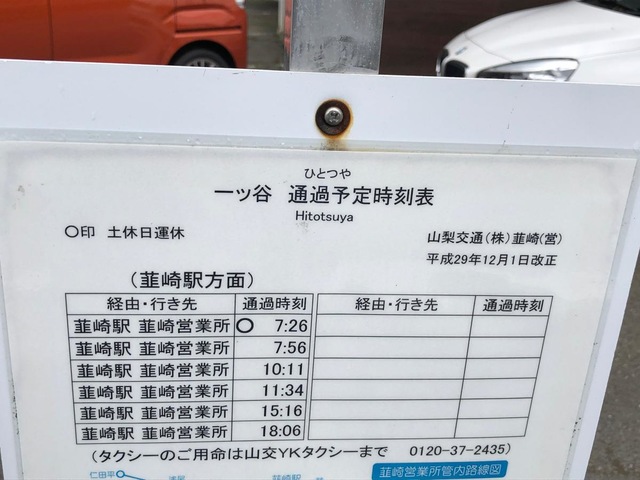 ひとつや
一ッ谷 通過予定時刻表
Hitotsuya
〇印 土休日運休
山梨交通(株)韮崎(営)
平成29年12月1日改正
(韮崎駅方面)
経由・行き先 通過時刻 経由・行き先 通過時刻
韮崎駅 韮崎営業所 〇 7:26
韮崎駅 韮崎営業所 7:56
韮崎駅 韮崎営業所 10:11
韮崎駅 韮崎営業所 11:34
韮崎駅 韮崎営業所 15:16
韮崎駅 韮崎営業所 18:06
(タクシーのご用命は山交YKタクシーまで 0120-37-2435)
韮崎営業所管内路線図
仁田平
韮崎駅